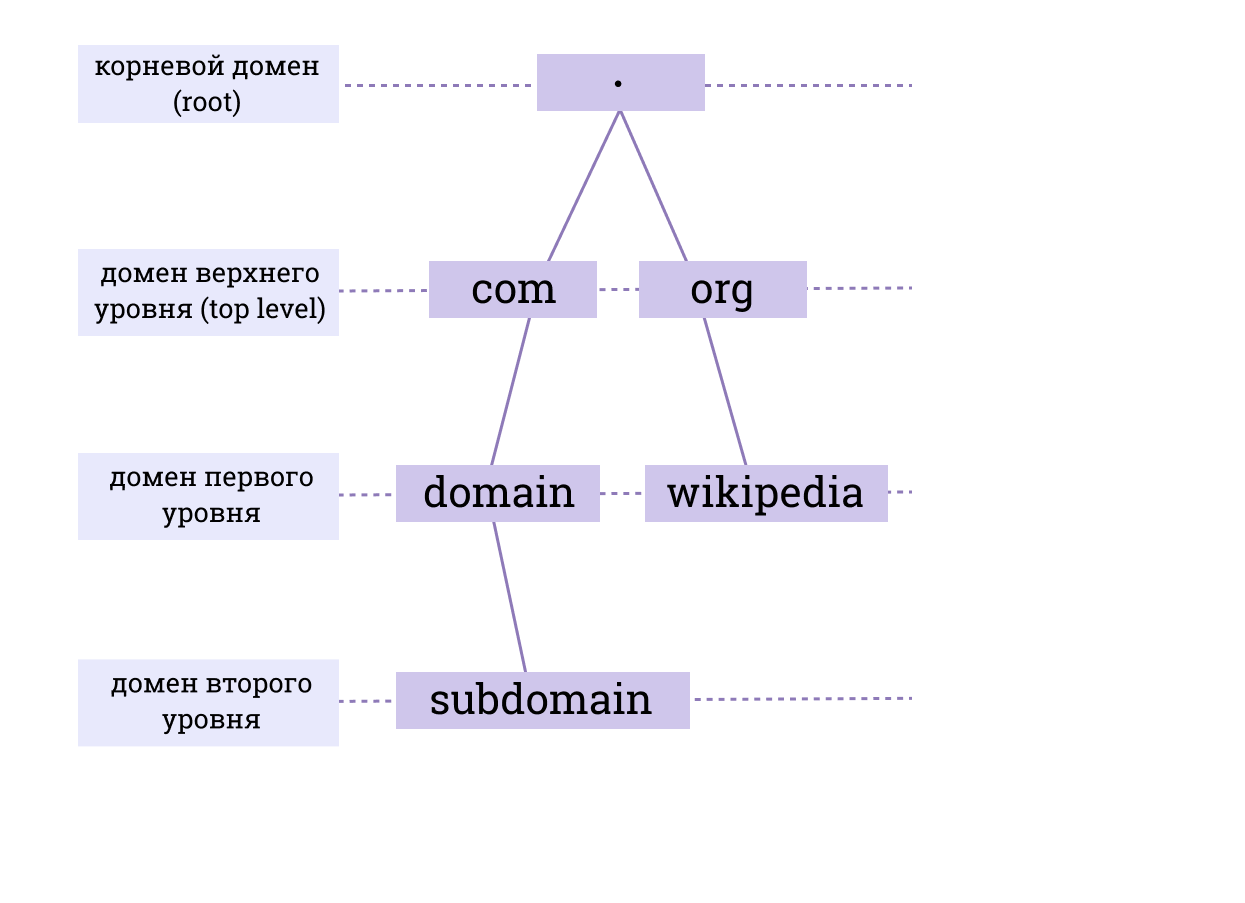 корневой домен
(root)
.
домен верхнего
уровня (top level)
com
org
домен первого
уровня
domain
wikipedia
домен второго
уровня
subdomain